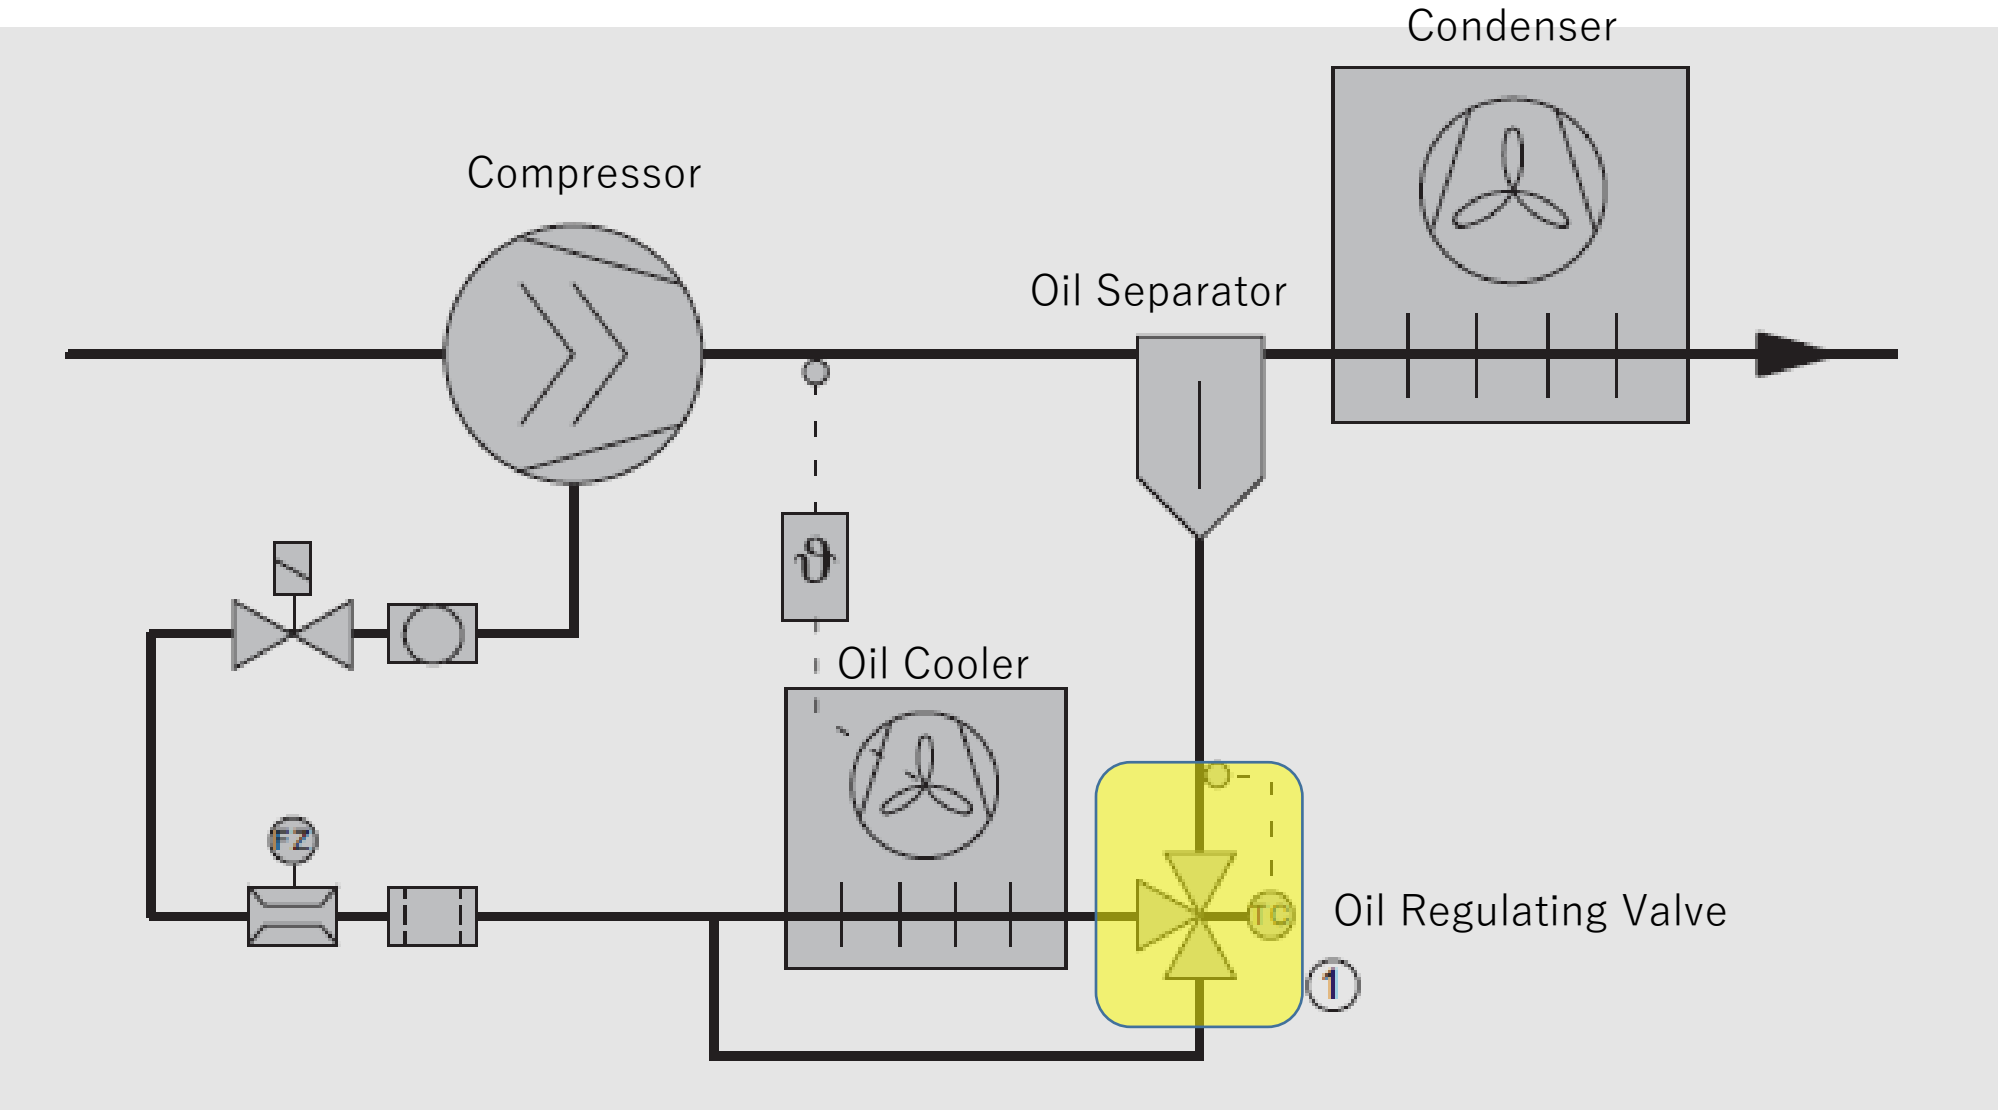 Condenser
Compressor
Oil Separator
ϑ
Oil Cooler
FZ
TC
Oil Regulating Valve
1